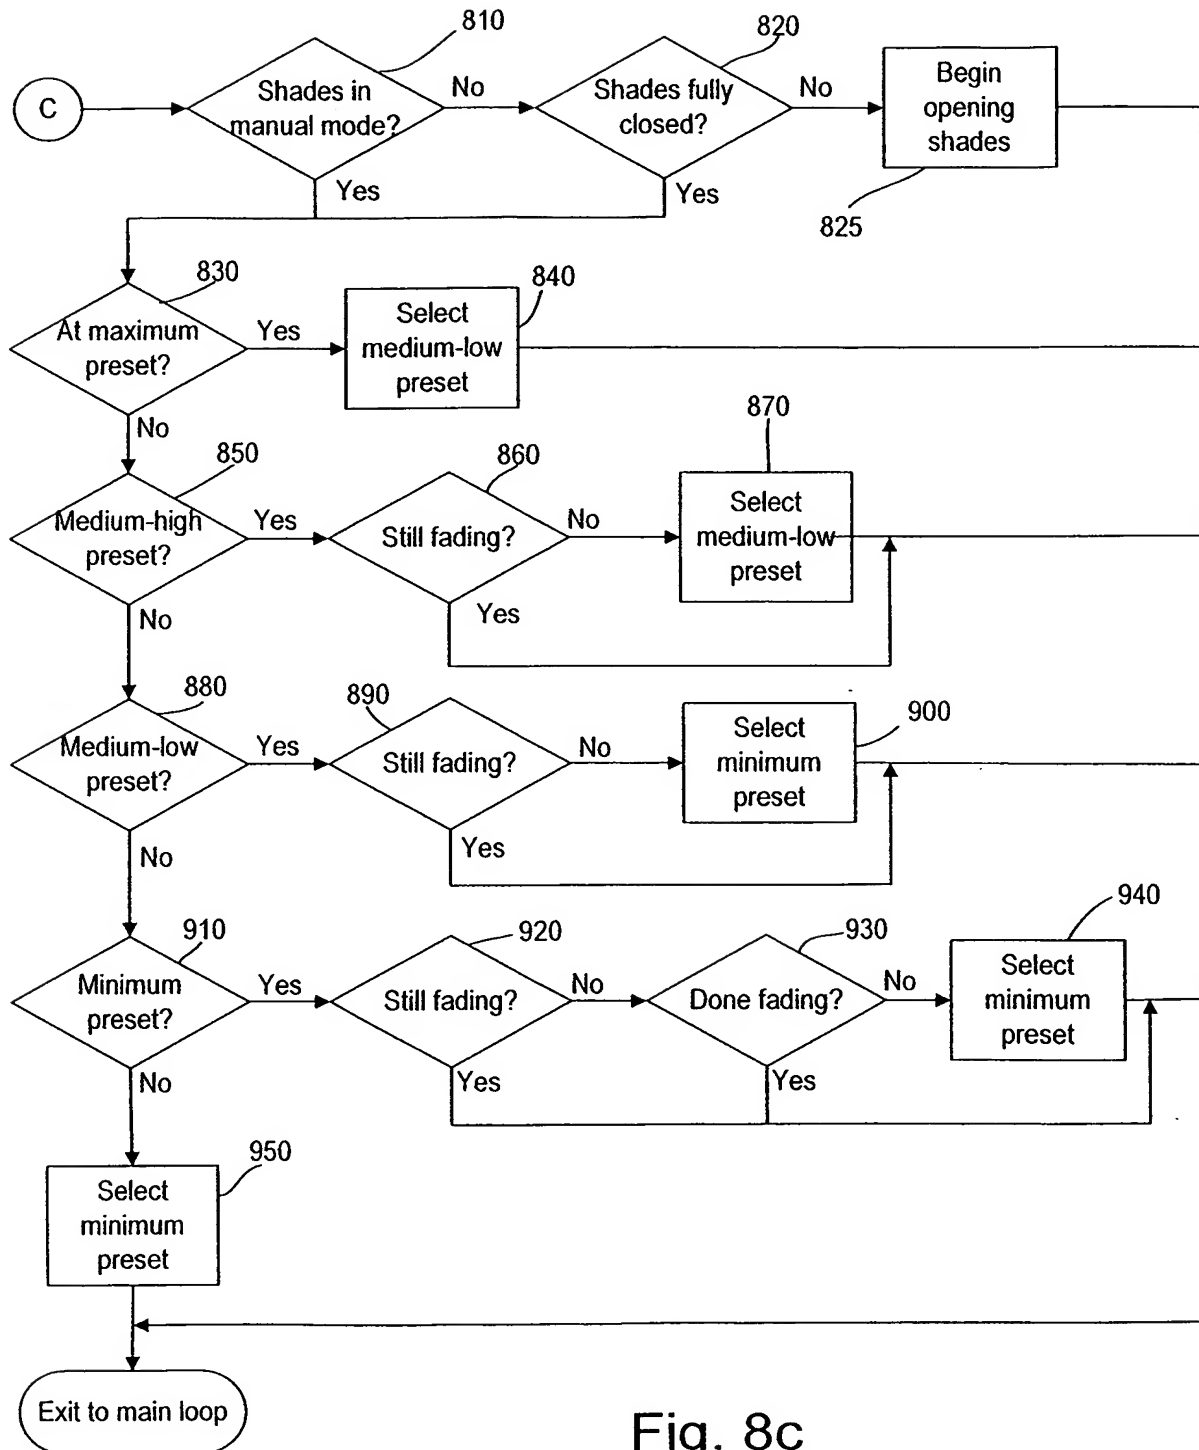 810
820
C
Shades in
manual mode?
No
Shades fully
closed?
No
Begin
opening
shades
Yes
Yes
825
830
At maximum
preset?
Yes
Select
medium-low
preset
840
No
850
Medium-high
preset?
Yes
860
Still fading?
No
870
Select
medium-low
preset
Yes
No
880
Medium-low
preset?
Yes
890
Still fading?
No
Select
minimum
preset
900
Yes
No
910
Minimum
preset?
Yes
920
Still fading?
No
930
Done fading?
No
940
Select
minimum
preset
Yes
Yes
No
950
Select
minimum
preset
Exit to main loop
Fig. 8c